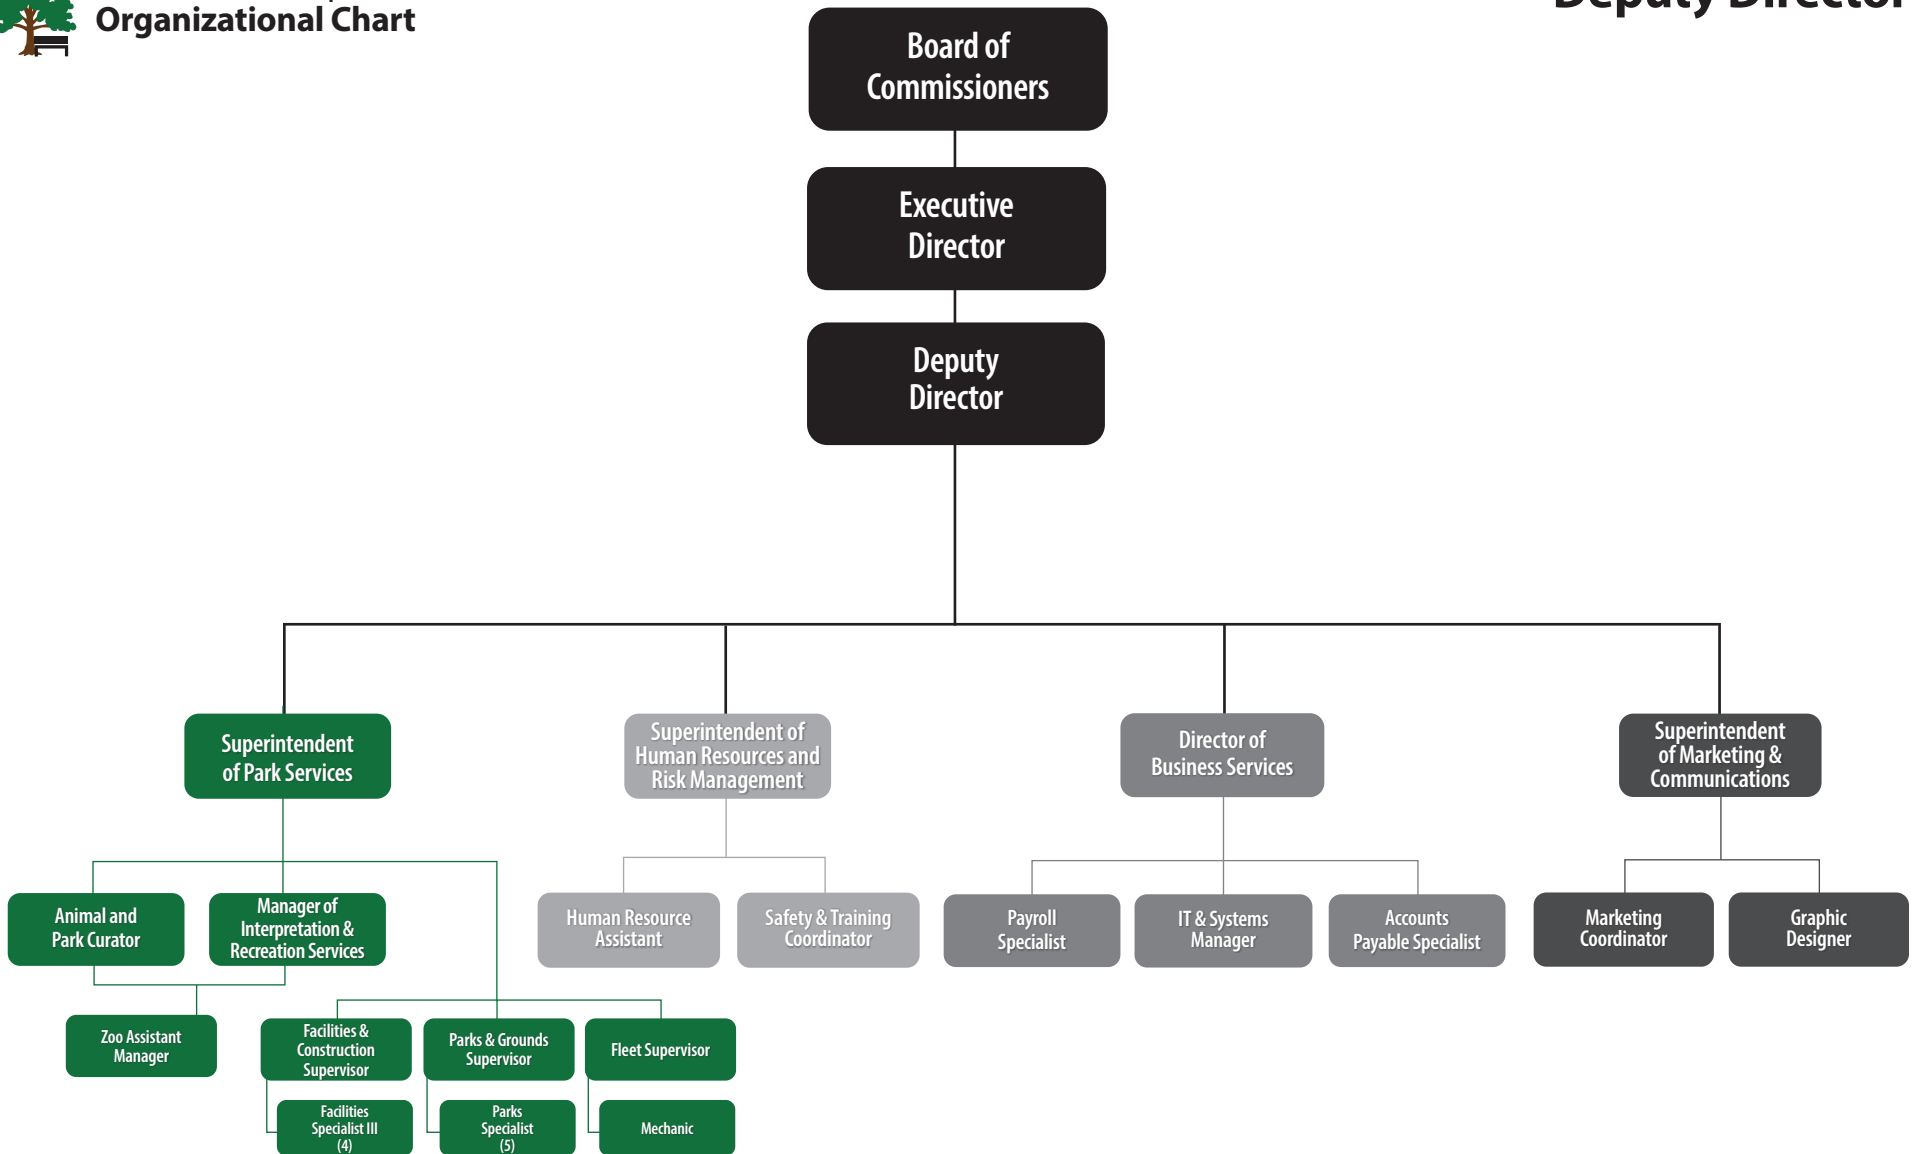 Organizational Chart
Deputy Director
Board of
Commissioners
Executive
Director
Deputy
Director
Superintendent
of Park Services
Superintendent of
Human Resources and
Risk Management
Director of
Business Services
Superintendent
of Marketing &
Communications
Animal and
Park Curator
Manager of
Interpretation &
Recreation Services
Human Resource
Assistant
Safety & Training
Coordinator
Payroll
Specialist
IT & Systems
Manager
Accounts
Payable Specialist
Marketing
Coordinator
Graphic
Designer
Zoo Assistant
Manager
Facilities &
Construction
Supervisor
Parks & Grounds
Supervisor
Fleet Supervisor
Facilities
Specialist III
(4)
Parks
Specialist
(5)
Mechanic